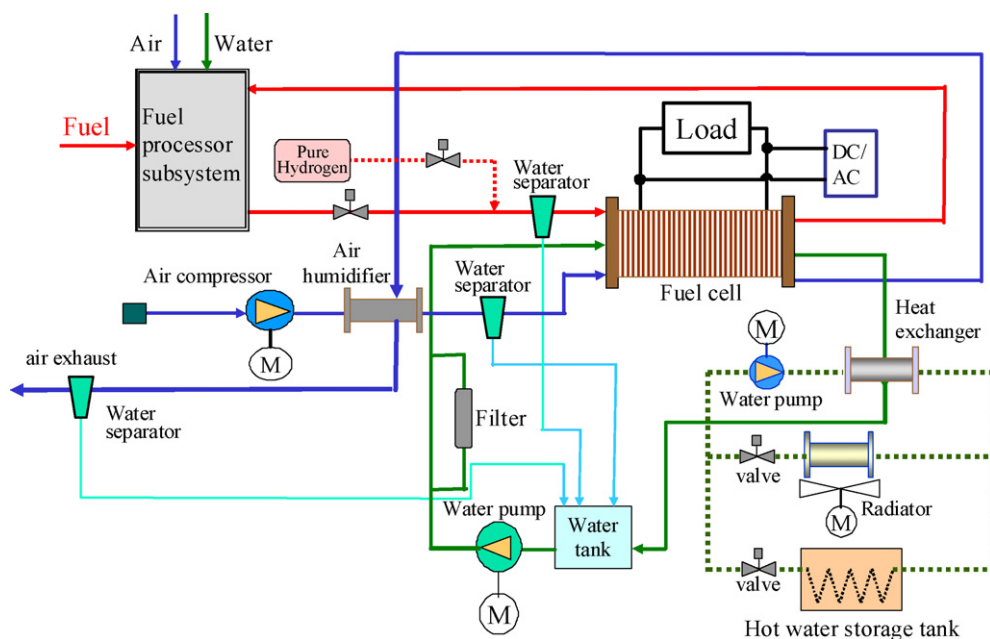 Air
Water
Fuel
Fuel
processor
subsystem
Pure
Hydrogen
Water
separator
Load
DC/
AC
Air compressor
Air
humidifier
Water
separator
Fuel cell
Heat
exchanger
M
M
air exhaust
Water
separator
Filter
Water pump
valve
Radiator
M
Water pump
Water
tank
M
valve
Hot water storage tank